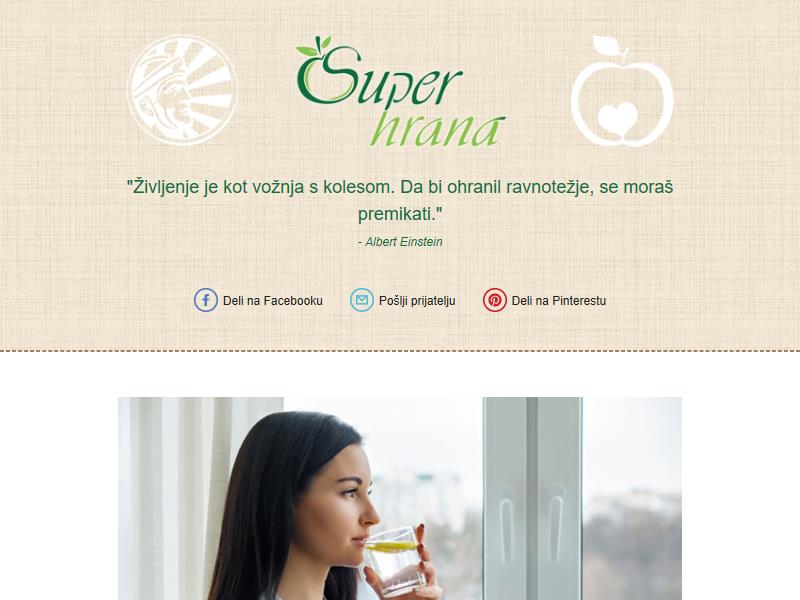 Super
hrana
"Življenje je kot vožnja s kolesom. Da bi ohranil ravnotežje, se moraš
premikati."
- Albert Einstein
Deli na Facebooku
Pošlji prijatelju
Deli na Pinterestu